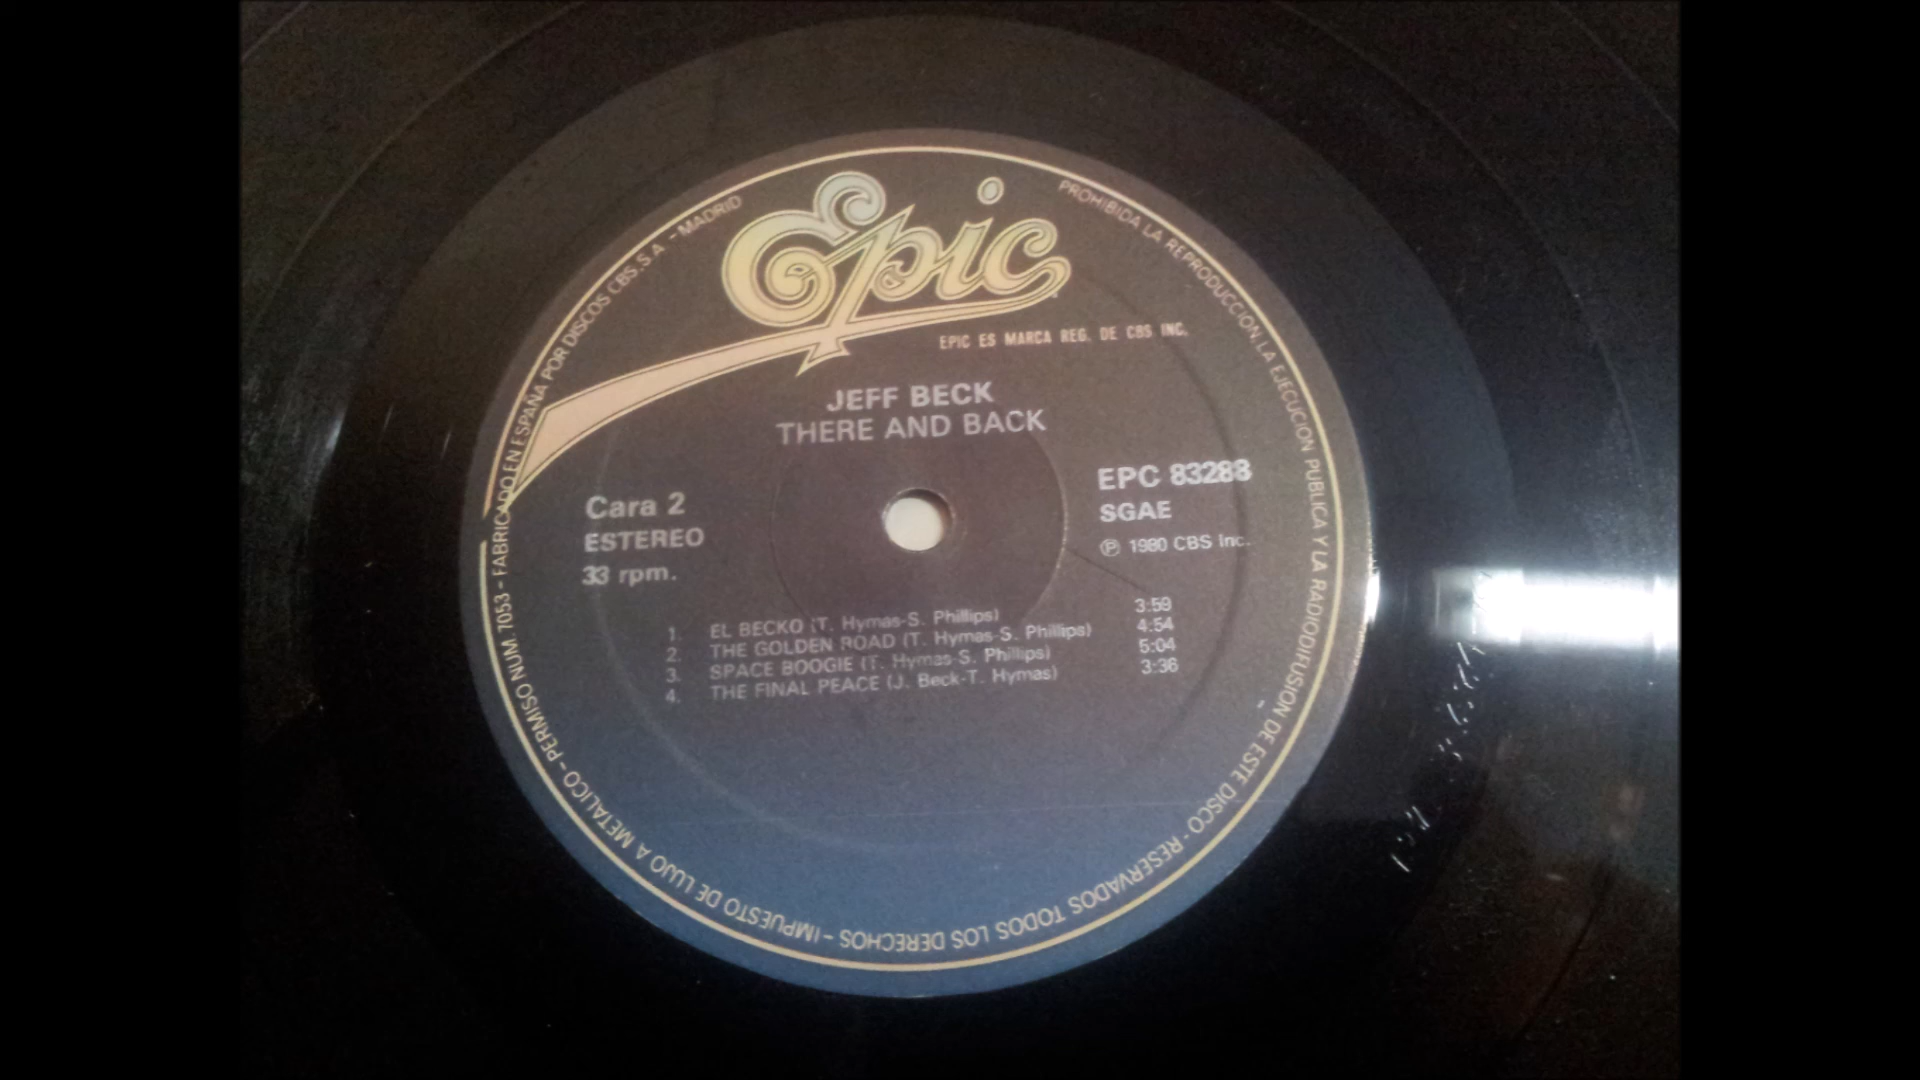 Epic
EPIC ES MARCA REG. DE CBS INC.
JEFF BECK
THERE AND BACK
Cara 2
ESTEREO
33 rpm.
EPC 83288
SGAE
Ⓟ 1980 CBS Inc.
1. EL BECKO (T. Hymas-S. Phillips) 3:59
2. THE GOLDEN ROAD (T. Hymas-S. Phillips) 4:54
3. SPACE BOOGIE (T. Hymas-S. Phillips) 5:04
4. THE FINAL PEACE (J. Beck-T. Hymas) 3:36
PROHIBIDA LA REPRODUCCION, LA EJECUCION PUBLICA Y LA RADIODIFUSION DE ESTE DISCO · RESERVADOS TODOS LOS DERECHOS - IMPUESTO DE LUJO A METALICO - PERMISO NUM. 7053 - FABRICADO EN ESPAÑA POR DISCOS CBS. S.A. - MADRID